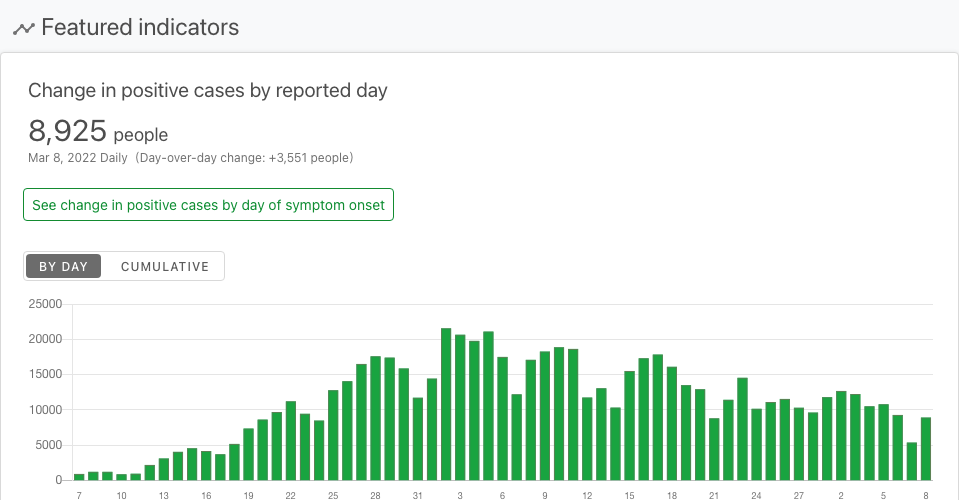 Featured indicators
Change in positive cases by reported day
8,925 people
Mar 8, 2022 Daily (Day-over-day change: +3,551 people)
See change in positive cases by day of symptom onset
BY DAY CUMULATIVE
25000
20000
15000
10000
5000
0
7 10 13 16 19 22 25 28 31 3 6 9 12 15 18 21 24 27 2 5 8